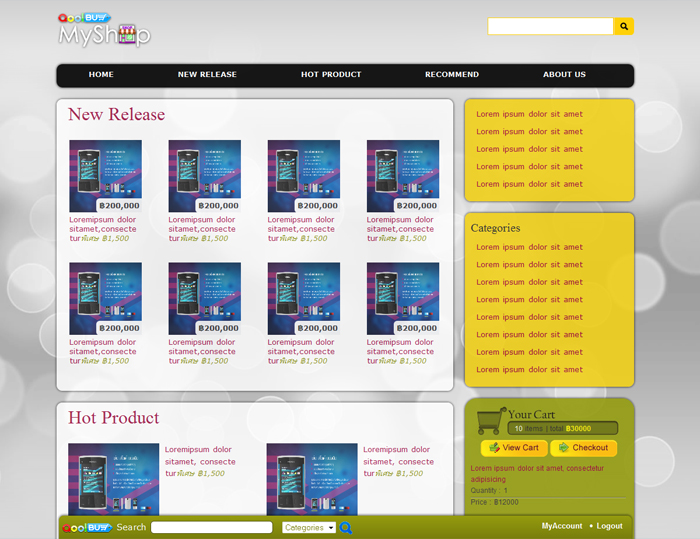 QoolBUY
MyShop
HOME NEW RELEASE HOT PRODUCT RECOMMEND ABOUT US
New Release
฿200,000 ฿200,000 ฿200,000 ฿200,000
Loremipsum dolor
sitamet,consecte
turพิเศษ ฿1,500
Loremipsum dolor
sitamet,consecte
turพิเศษ ฿1,500
Loremipsum dolor
sitamet,consecte
turพิเศษ ฿1,500
Loremipsum dolor
sitamet,consecte
turพิเศษ ฿1,500
฿200,000 ฿200,000 ฿200,000 ฿200,000
Loremipsum dolor
sitamet,consecte
turพิเศษ ฿1,500
Loremipsum dolor
sitamet,consecte
turพิเศษ ฿1,500
Loremipsum dolor
sitamet,consecte
turพิเศษ ฿1,500
Loremipsum dolor
sitamet,consecte
turพิเศษ ฿1,500
Hot Product
Loremipsum dolor
sitamet, consecte
turพิเศษ ฿1,500
Loremipsum dolor
sitamet, consecte
turพิเศษ ฿1,500
Lorem ipsum dolor sit amet
Lorem ipsum dolor sit amet
Lorem ipsum dolor sit amet
Lorem ipsum dolor sit amet
Lorem ipsum dolor sit amet
Categories
Lorem ipsum dolor sit amet
Lorem ipsum dolor sit amet
Lorem ipsum dolor sit amet
Lorem ipsum dolor sit amet
Lorem ipsum dolor sit amet
Lorem ipsum dolor sit amet
Lorem ipsum dolor sit amet
Lorem ipsum dolor sit amet
Your Cart
10 items | total ฿30000
View Cart Checkout
Lorem ipsum dolor sit amet, consectetur
adipisicing
Quantity : 1
Price : ฿12000
QoolBUY Search Categories MyAccount • Logout